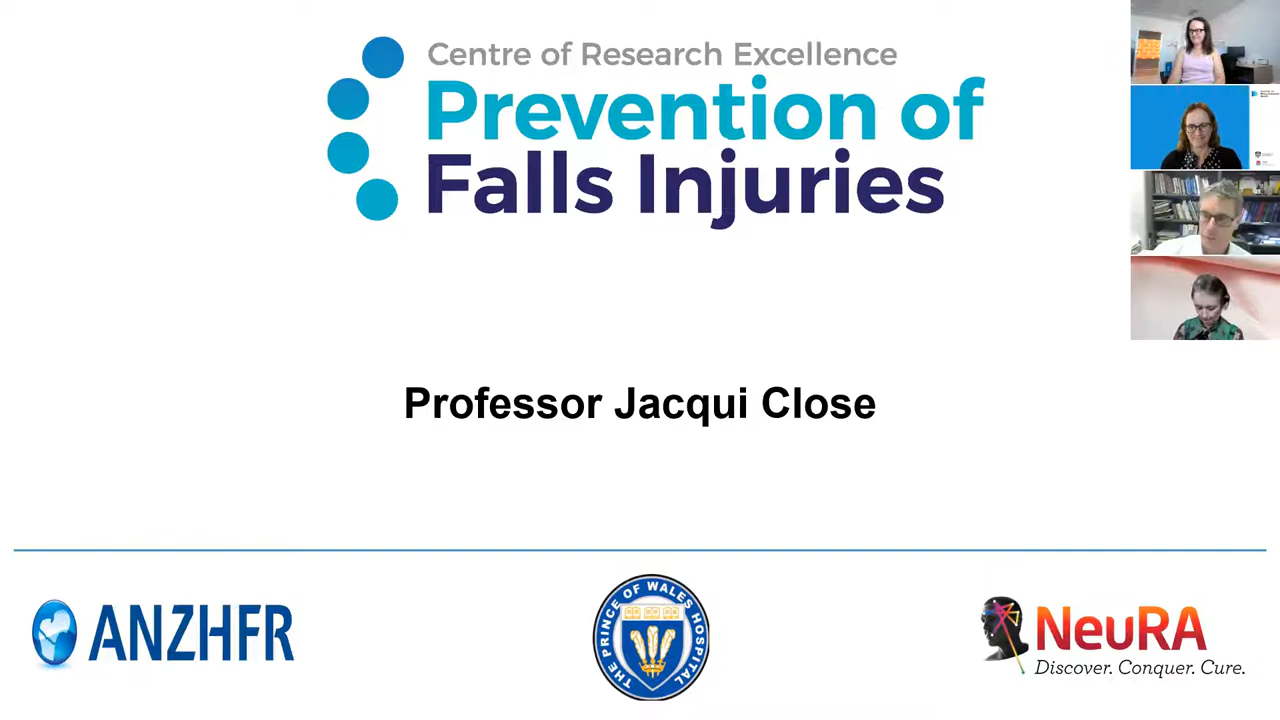 Centre of Research Excellence
Prevention of
Falls Injuries
Professor Jacqui Close
ANZHFR
THE PRINCE OF WALES HOSPITAL
NeuRA
Discover. Conquer. Cure.